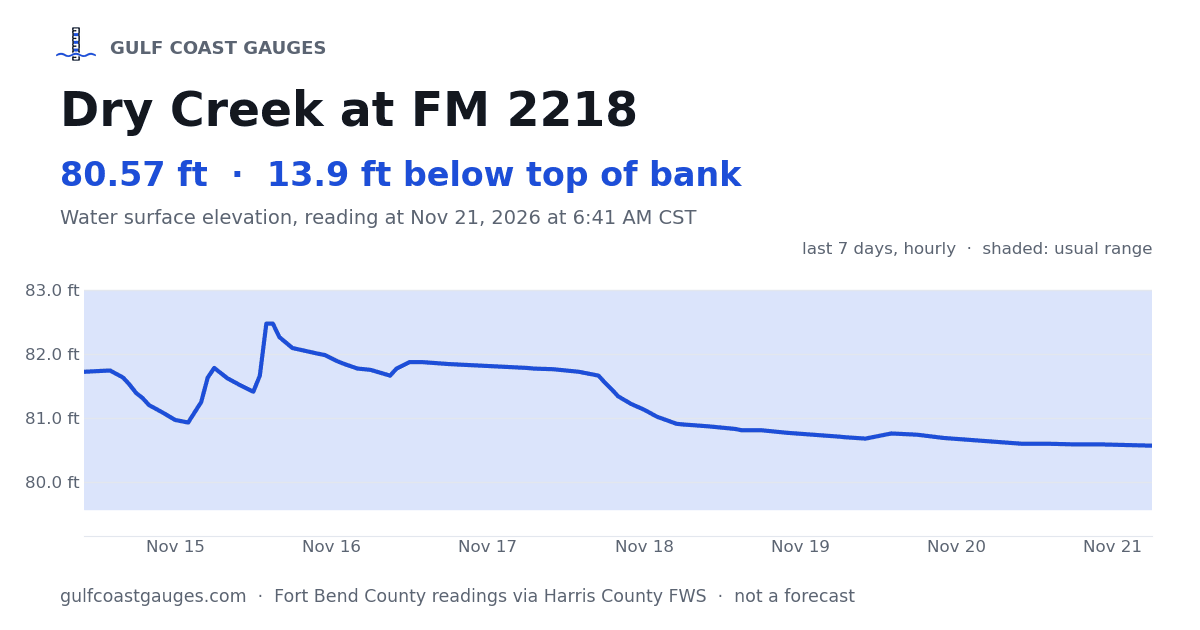 GULF COAST GAUGES
Dry Creek at FM 2218
80.57 ft · 13.9 ft below top of bank
Water surface elevation, reading at Nov 21, 2026 at 6:41 AM CST
last 7 days, hourly · shaded: usual range
83.0 ft
82.0 ft
81.0 ft
80.0 ft
Nov 15 Nov 16 Nov 17 Nov 18 Nov 19 Nov 20 Nov 21
gulfcoastgauges.com · Fort Bend County readings via Harris County FWS · not a forecast